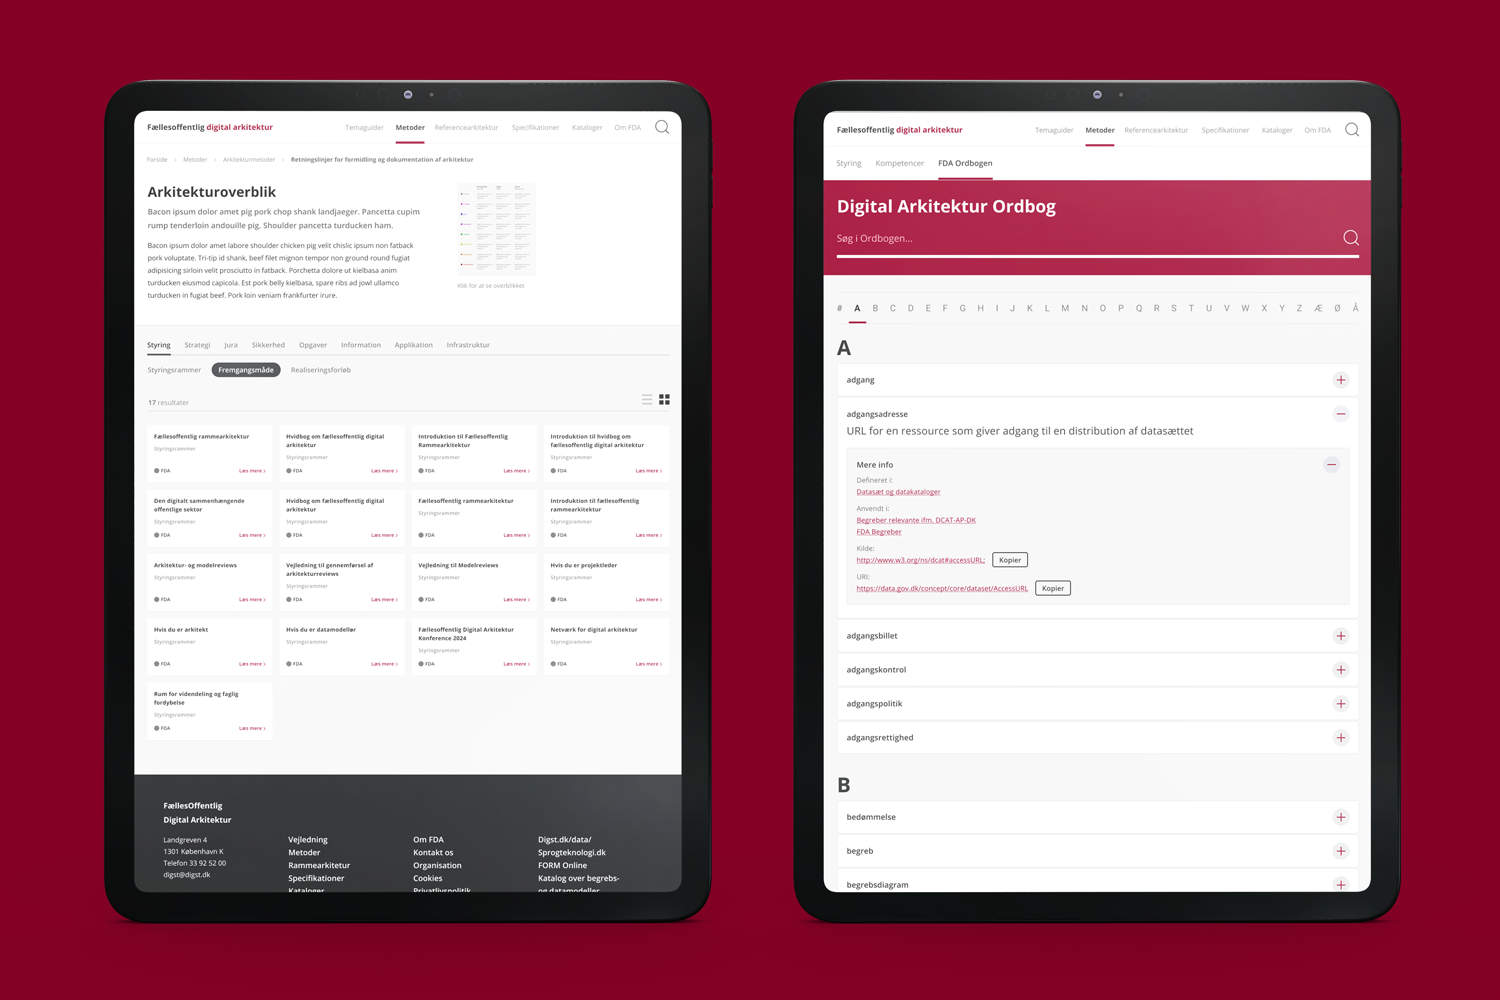 Fællesoffentlig digital arkitektur
Temaguider Metoder Referencearkitektur Specifikationer Kataloger Om FDA
Forside > Metoder > Arkitekturmetoder > Retningslinjer for formidling og dokumentation af arkitektur
Arkitekturoverblik
Bacon ipsum dolor amet pig pork chop shank landjaeger. Pancetta cupim
rump tenderloin andouille pig. Shoulder pancetta turducken ham.
Bacon ipsum dolor amet labore shoulder chicken pig velit chislic ipsum non fatback
pork voluptate. Tri-tip id shank, beef filet mignon tempor non ground round fugiat
adipisicing sirloin velit prosciutto in fatback. Porchetta dolore ut kielbasa anim
turducken eiusmod capicola. Est pork belly kielbasa, spare ribs ad jowl ullamco
turducken in fugiat beef. Pork loin veniam frankfurter irure.
Klik for at se overblikket
Styring Strategi Jura Sikkerhed Opgaver Information Applikation Infrastruktur
Styringsrammer Fremgangsmåde Realiseringsforløb
17 resultater
Fællesoffentlig rammearkitektur
Styringsrammer
FDA Læs mere >
Hvidbog om fællesoffentlig digital
arkitektur
Styringsrammer
FDA Læs mere >
Introduktion til Fællesoffentlig
Rammearkitektur
Styringsrammer
FDA Læs mere >
Introduktion til hvidbog om
fællesoffentlig digital arkitektur
Styringsrammer
FDA Læs mere >
Den digitalt sammenhængende
offentlige sektor
Styringsrammer
FDA Læs mere >
Hvidbog om fællesoffentlig digital
arkitektur
Styringsrammer
FDA Læs mere >
Fællesoffentlig rammearkitektur
Styringsrammer
FDA Læs mere >
Introduktion til fællesoffentlig
rammearkitektur
Styringsrammer
FDA Læs mere >
Arkitektur- og modelreviews
Styringsrammer
FDA Læs mere >
Vejledning til gennemførsel af
arkitekturreviews
Styringsrammer
FDA Læs mere >
Vejledning til Modelreviews
Styringsrammer
FDA Læs mere >
Hvis du er projektleder
Styringsrammer
FDA Læs mere >
Hvis du er arkitekt
Styringsrammer
FDA Læs mere >
Hvis du er datamodellør
Styringsrammer
FDA Læs mere >
Fællesoffentlig Digital Arkitektur
Konference 2024
Styringsrammer
FDA Læs mere >
Netværk for digital arkitektur
Styringsrammer
FDA Læs mere >
Rum for videndeling og faglig
fordybelse
Styringsrammer
FDA Læs mere >
FællesOffentlig
Digital Arkitektur
Landgreven 4
1301 København K
Telefon 33 92 52 00
digst@digst.dk
Vejledning
Metoder
Rammearkitetur
Specifikationer
Kataloger
Om FDA
Kontakt os
Organisation
Cookies
Privatlivspolitik
Digst.dk/data/
Sprogteknologi.dk
FORM Online
Katalog over begrebs-
og datamodeller
Fællesoffentlig digital arkitektur
Temaguider Metoder Referencearkitektur Specifikationer Kataloger Om FDA
Styring Kompetencer FDA Ordbogen
Digital Arkitektur Ordbog
Søg i Ordbogen...
# A B C D E F G H I J K L M N O P Q R S T U V W X Y Z Æ Ø Å
A
adgang
adgangsadresse
URL for en ressource som giver adgang til en distribution af datasættet
Mere info
Defineret i:
Datasæt og datakataloger
Anvendt i:
Begreber relevante ifm. DCAT-AP-DK
FDA Begreber
Kilde:
http://www.w3.org/ns/dcat#accessURL; Kopier
URI:
https://data.gov.dk/concept/core/dataset/AccessURL Kopier
adgangsbillet
adgangskontrol
adgangspolitik
adgangsrettighed
B
bedømmelse
begreb
begrebsdiagram